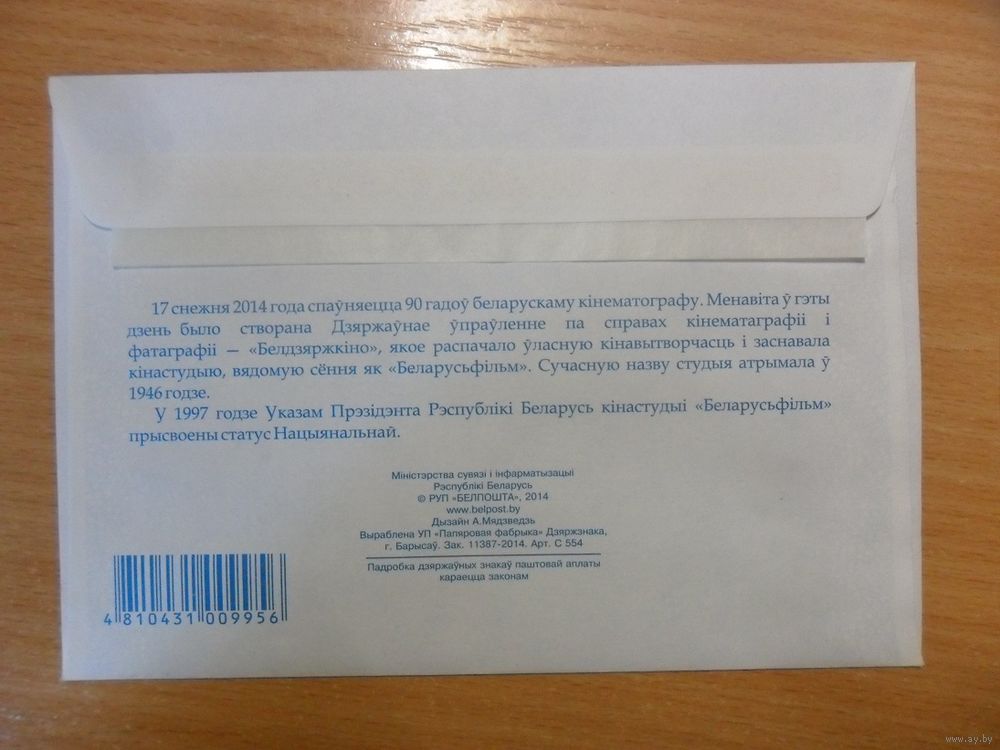 17 снежня 2014 года спаўняецца 90 гадоў беларускаму кінематографу. Менавіта ў гэты
дзень было створана Дзяржаўнае ўпраўленне па справах кінематаграфіі і
фатаграфіі — «Белдзяржкіно», якое распачало ўласную кінавытворчасць і заснавала
кінастудыю, вядомую сёння як «Беларусьфільм». Сучасную назву студыя атрымала ў
1946 годзе.
У 1997 годзе Указам Прэзідэнта Рэспублікі Беларусь кінастудыі «Беларусьфільм»
прысвоены статус Нацыянальнай.
Міністэрства сувязі і інфарматызацыі
Рэспублікі Беларусь
© РУП «БЕЛПОШТА», 2014
www.belpost.by
Дызайн А.Мядзведзь
Выраблена УП «Папяровая фабрыка» Дзяржзнака,
г. Барысаў. Зак. 11387-2014. Арт. С 554
Падробка дзяржаўных знакаў паштовай аплаты
караецца законам
4 810431 009956
www.ay.by